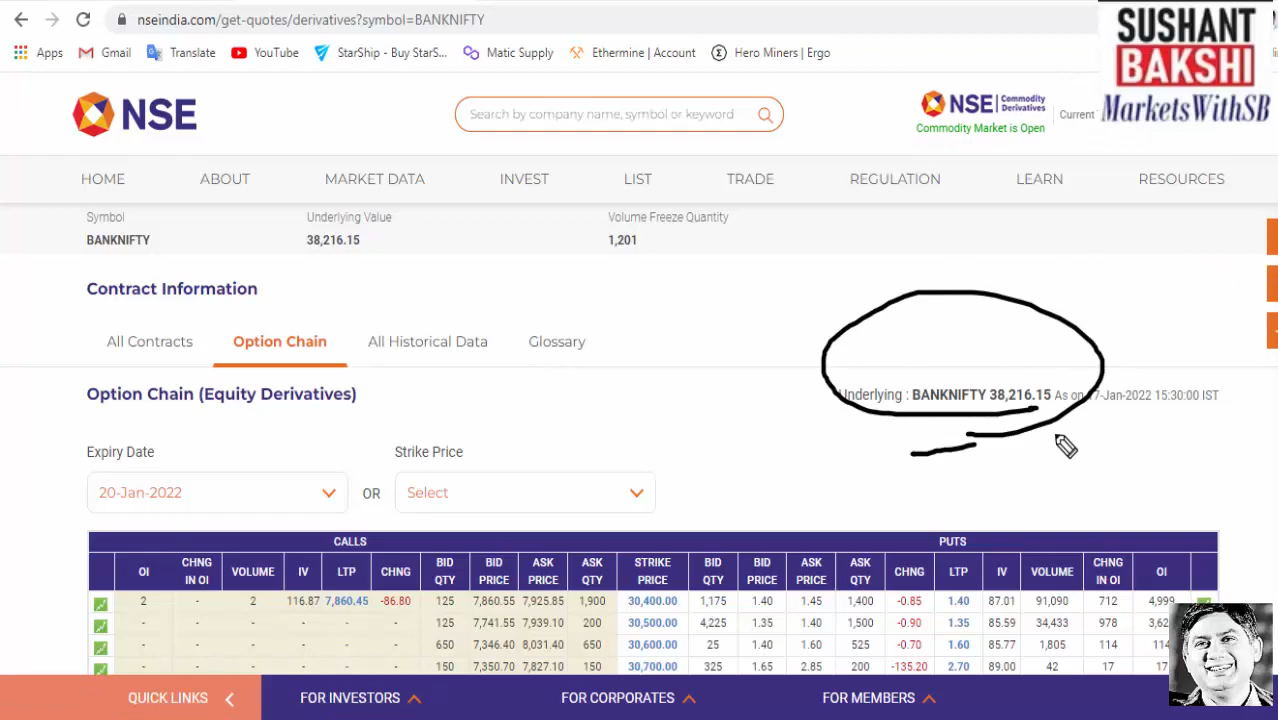 nseindia.com/get-quotes/derivatives?symbol=BANKNIFTY
SUSHANT
BAKSHI
MarketsWithSB
Apps Gmail Translate YouTube StarShip - Buy StarS... Matic Supply Ethermine | Account Hero Miners | Ergo
NSE
Search by company name, symbol or keyword
NSE Commodity Derivatives
Commodity Market is Open
Current
HOME ABOUT MARKET DATA INVEST LIST TRADE REGULATION LEARN RESOURCES
Symbol Underlying Value Volume Freeze Quantity
BANKNIFTY 38,216.15 1,201
Contract Information
All Contracts Option Chain All Historical Data Glossary
Option Chain (Equity Derivatives) Underlying : BANKNIFTY 38,216.15 As on 17-Jan-2022 15:30:00 IST
Expiry Date Strike Price
20-Jan-2022 OR Select
CALLS PUTS
OI CHNG IN OI VOLUME IV LTP CHNG BID QTY BID PRICE ASK PRICE ASK QTY STRIKE PRICE BID QTY BID PRICE ASK PRICE ASK QTY CHNG LTP IV VOLUME CHNG IN OI OI
2 - 2 116.87 7,860.45 -86.80 125 7,860.55 7,925.85 1,900 30,400.00 1,175 1.40 1.45 1,400 -0.85 1.40 87.01 91,090 712 4,999
- - - - - - 125 7,741.55 7,939.10 200 30,500.00 4,225 1.35 1.40 1,500 -0.90 1.35 85.59 34,433 978
- - - - - - 650 7,346.40 8,031.40 650 30,600.00 25 1.40 1.60 525 -0.70 1.60 85.77 1,805 114 114
- - - - - - 150 7,350.70 7,827.10 150 30,700.00 325 1.65 2.85 200 -135.20 2.70 89.00 42 17 17
QUICK LINKS FOR INVESTORS FOR CORPORATES FOR MEMBERS